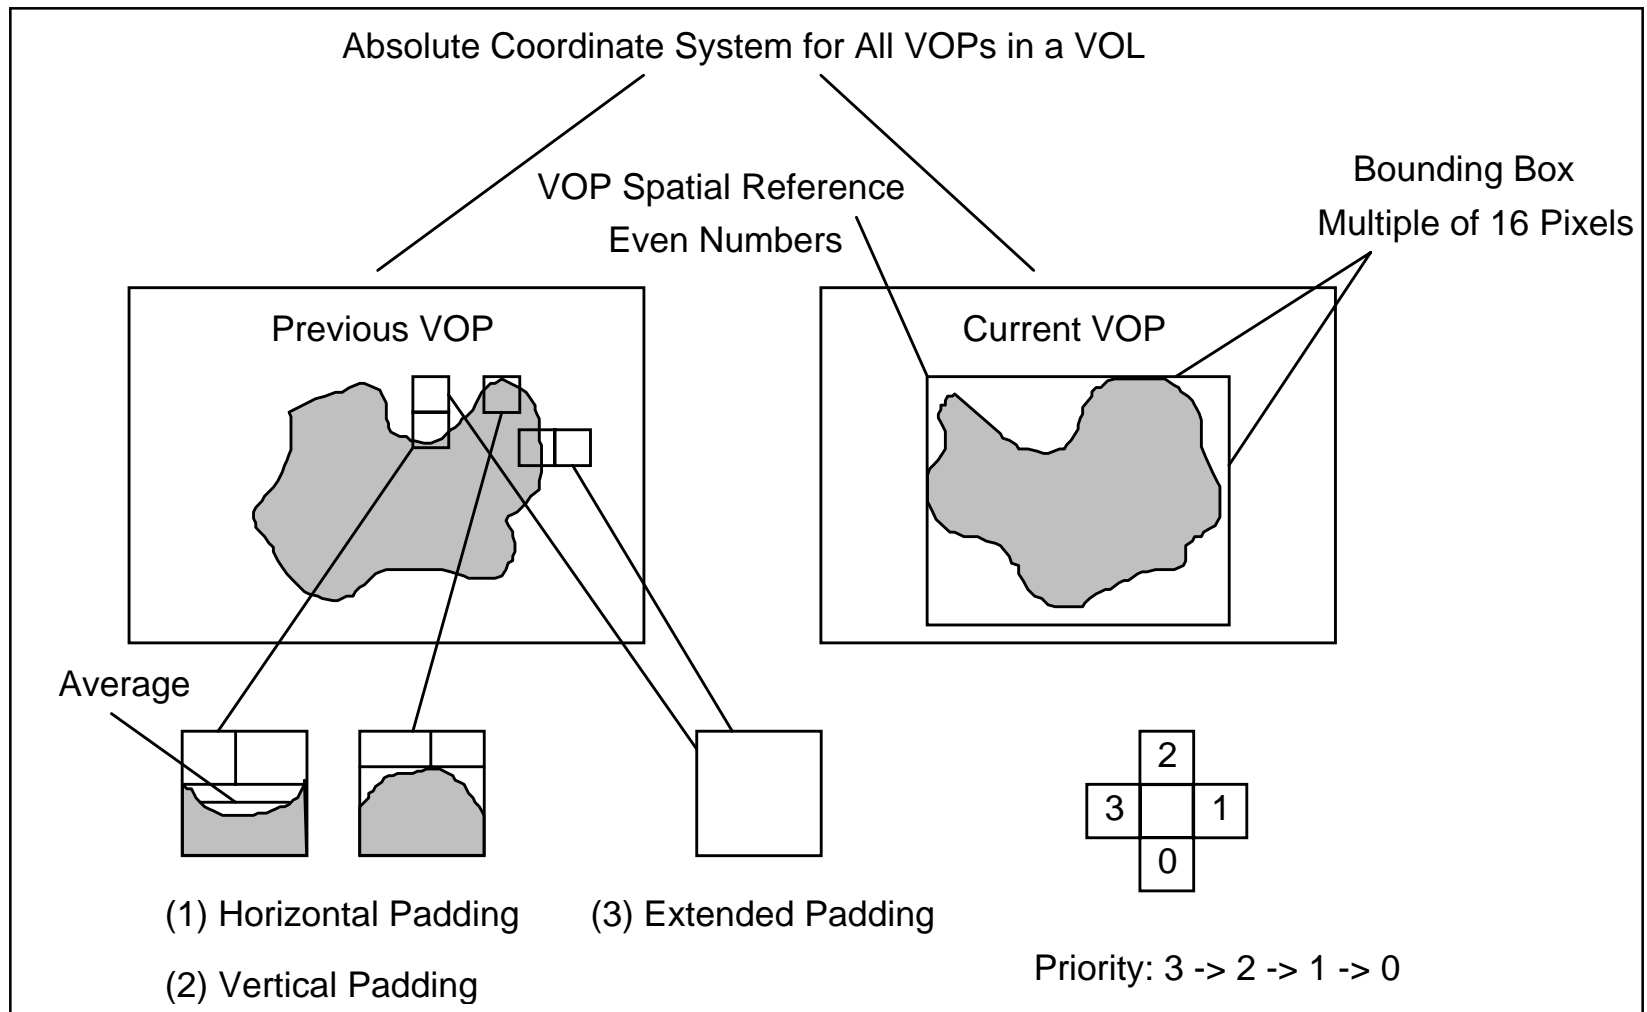 Absolute Coordinate System for All VOPs in a VOL
VOP Spatial Reference
Even Numbers
Bounding Box
Multiple of 16 Pixels
Previous VOP
Current VOP
Average
2
3
1
0
(1) Horizontal Padding
(2) Vertical Padding
(3) Extended Padding
Priority: 3 -> 2 -> 1 -> 0